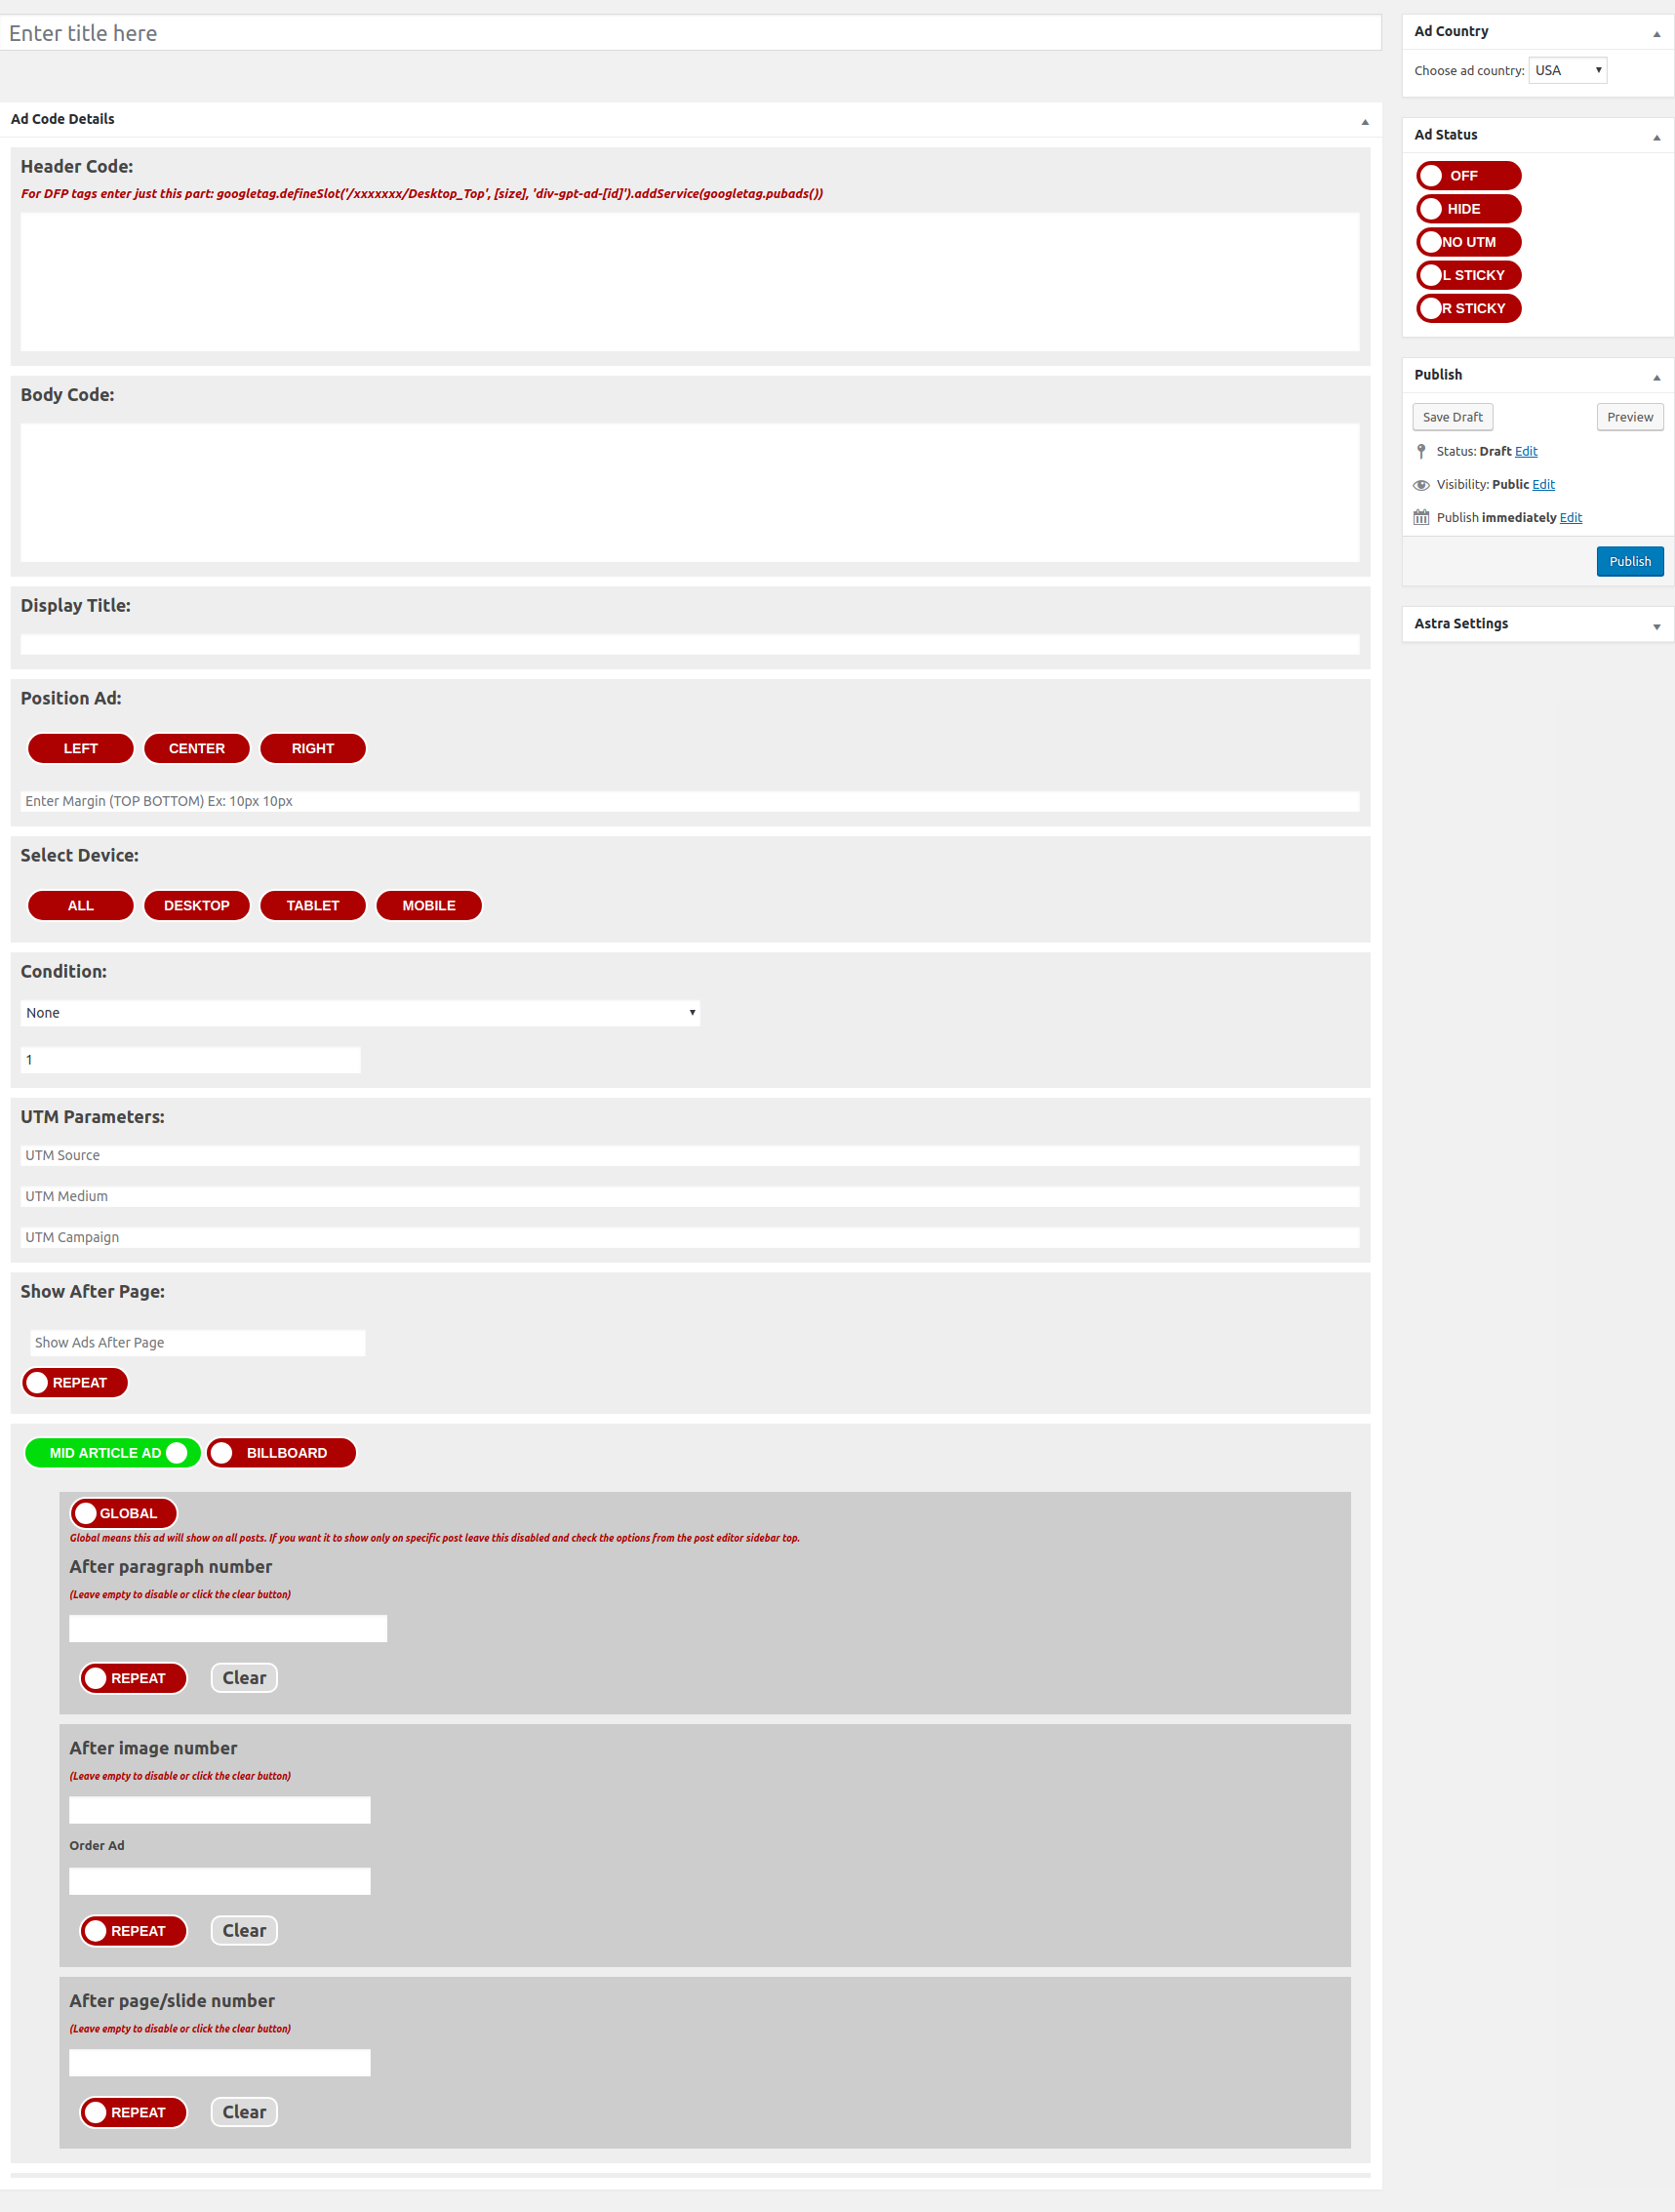 Enter title here
Ad Code Details
Header Code:
For DFP tags enter just this part: googletag.defineSlot('/xxxxxxx/Desktop_Top', [size], 'div-gpt-ad-[id]').addService(googletag.pubads())
Body Code:
Display Title:
Position Ad:
LEFT CENTER RIGHT
Enter Margin (TOP BOTTOM) Ex: 10px 10px
Select Device:
ALL DESKTOP TABLET MOBILE
Condition:
None
1
UTM Parameters:
UTM Source
UTM Medium
UTM Campaign
Show After Page:
Show Ads After Page
REPEAT
MID ARTICLE AD BILLBOARD
GLOBAL
Global means this ad will show on all posts. If you want it to show only on specific post leave this disabled and check the options from the post editor sidebar top.
After paragraph number
(Leave empty to disable or click the clear button)
REPEAT Clear
After image number
(Leave empty to disable or click the clear button)
Order Ad
REPEAT Clear
After page/slide number
(Leave empty to disable or click the clear button)
REPEAT Clear
Ad Country
Choose ad country: USA
Ad Status
OFF
HIDE
NO UTM
L STICKY
R STICKY
Publish
Save Draft Preview
Status: Draft Edit
Visibility: Public Edit
Publish immediately Edit
Publish
Astra Settings